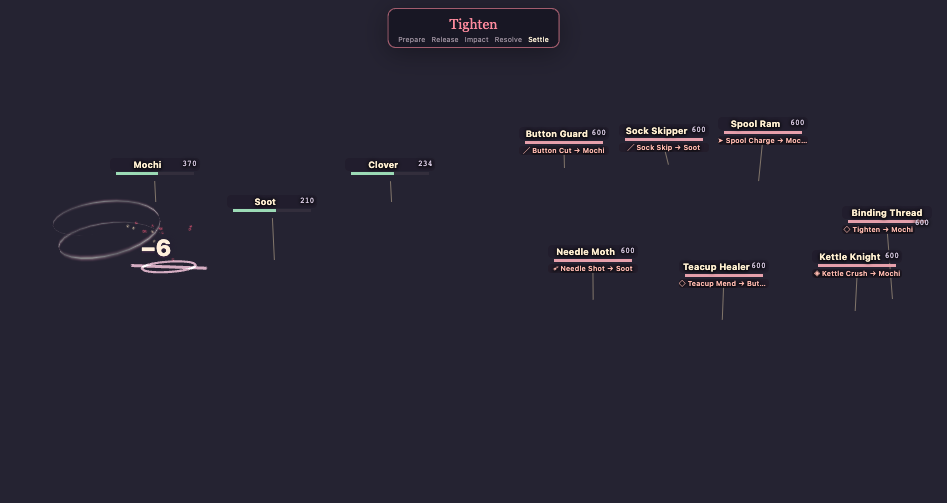 Tighten
Prepare Release Impact Resolve Settle
Spool Ram 600
➤ Spool Charge → Moc...
Button Guard 600
⟋ Button Cut → Mochi
Sock Skipper 600
⟋ Sock Skip → Soot
Mochi 370
Clover 234
Soot 210
Binding Thread
600
◇ Tighten → Mochi
−6
Needle Moth 600
➶ Needle Shot → Soot
Teacup Healer 600
◇ Teacup Mend → But...
Kettle Knight 600
◈ Kettle Crush → Mochi